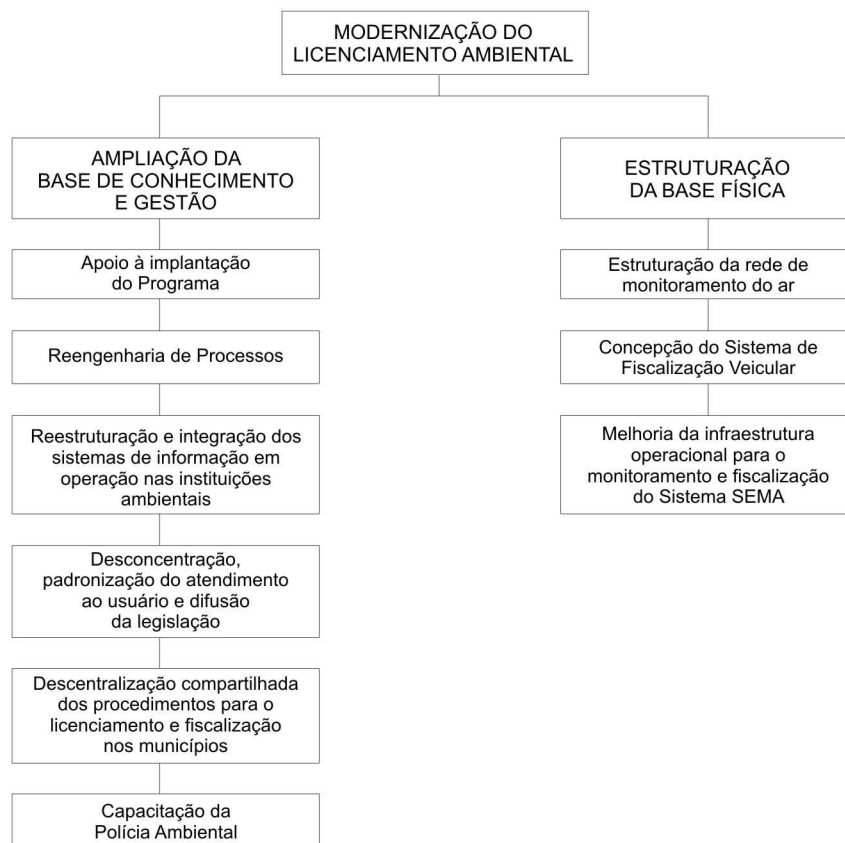 MODERNIZAÇÃO DO
LICENCIAMENTO AMBIENTAL
AMPLIAÇÃO DA
BASE DE CONHECIMENTO
E GESTÃO
Apoio à implantação
do Programa
Reengenharia de Processos
Reestruturação e integração dos
sistemas de informação em
operação nas instituições
ambientais
Desconcentração,
padronização do atendimento
ao usuário e difusão
da legislação
Descentralização compartilhada
dos procedimentos para o
licenciamento e fiscalização
nos municípios
Capacitação da
Polícia Ambiental
ESTRUTURAÇÃO
DA BASE FÍSICA
Estruturação da rede de
monitoramento do ar
Concepção do Sistema de
Fiscalização Veicular
Melhoria da infraestrutura
operacional para o
monitoramento e fiscalização
do Sistema SEMA